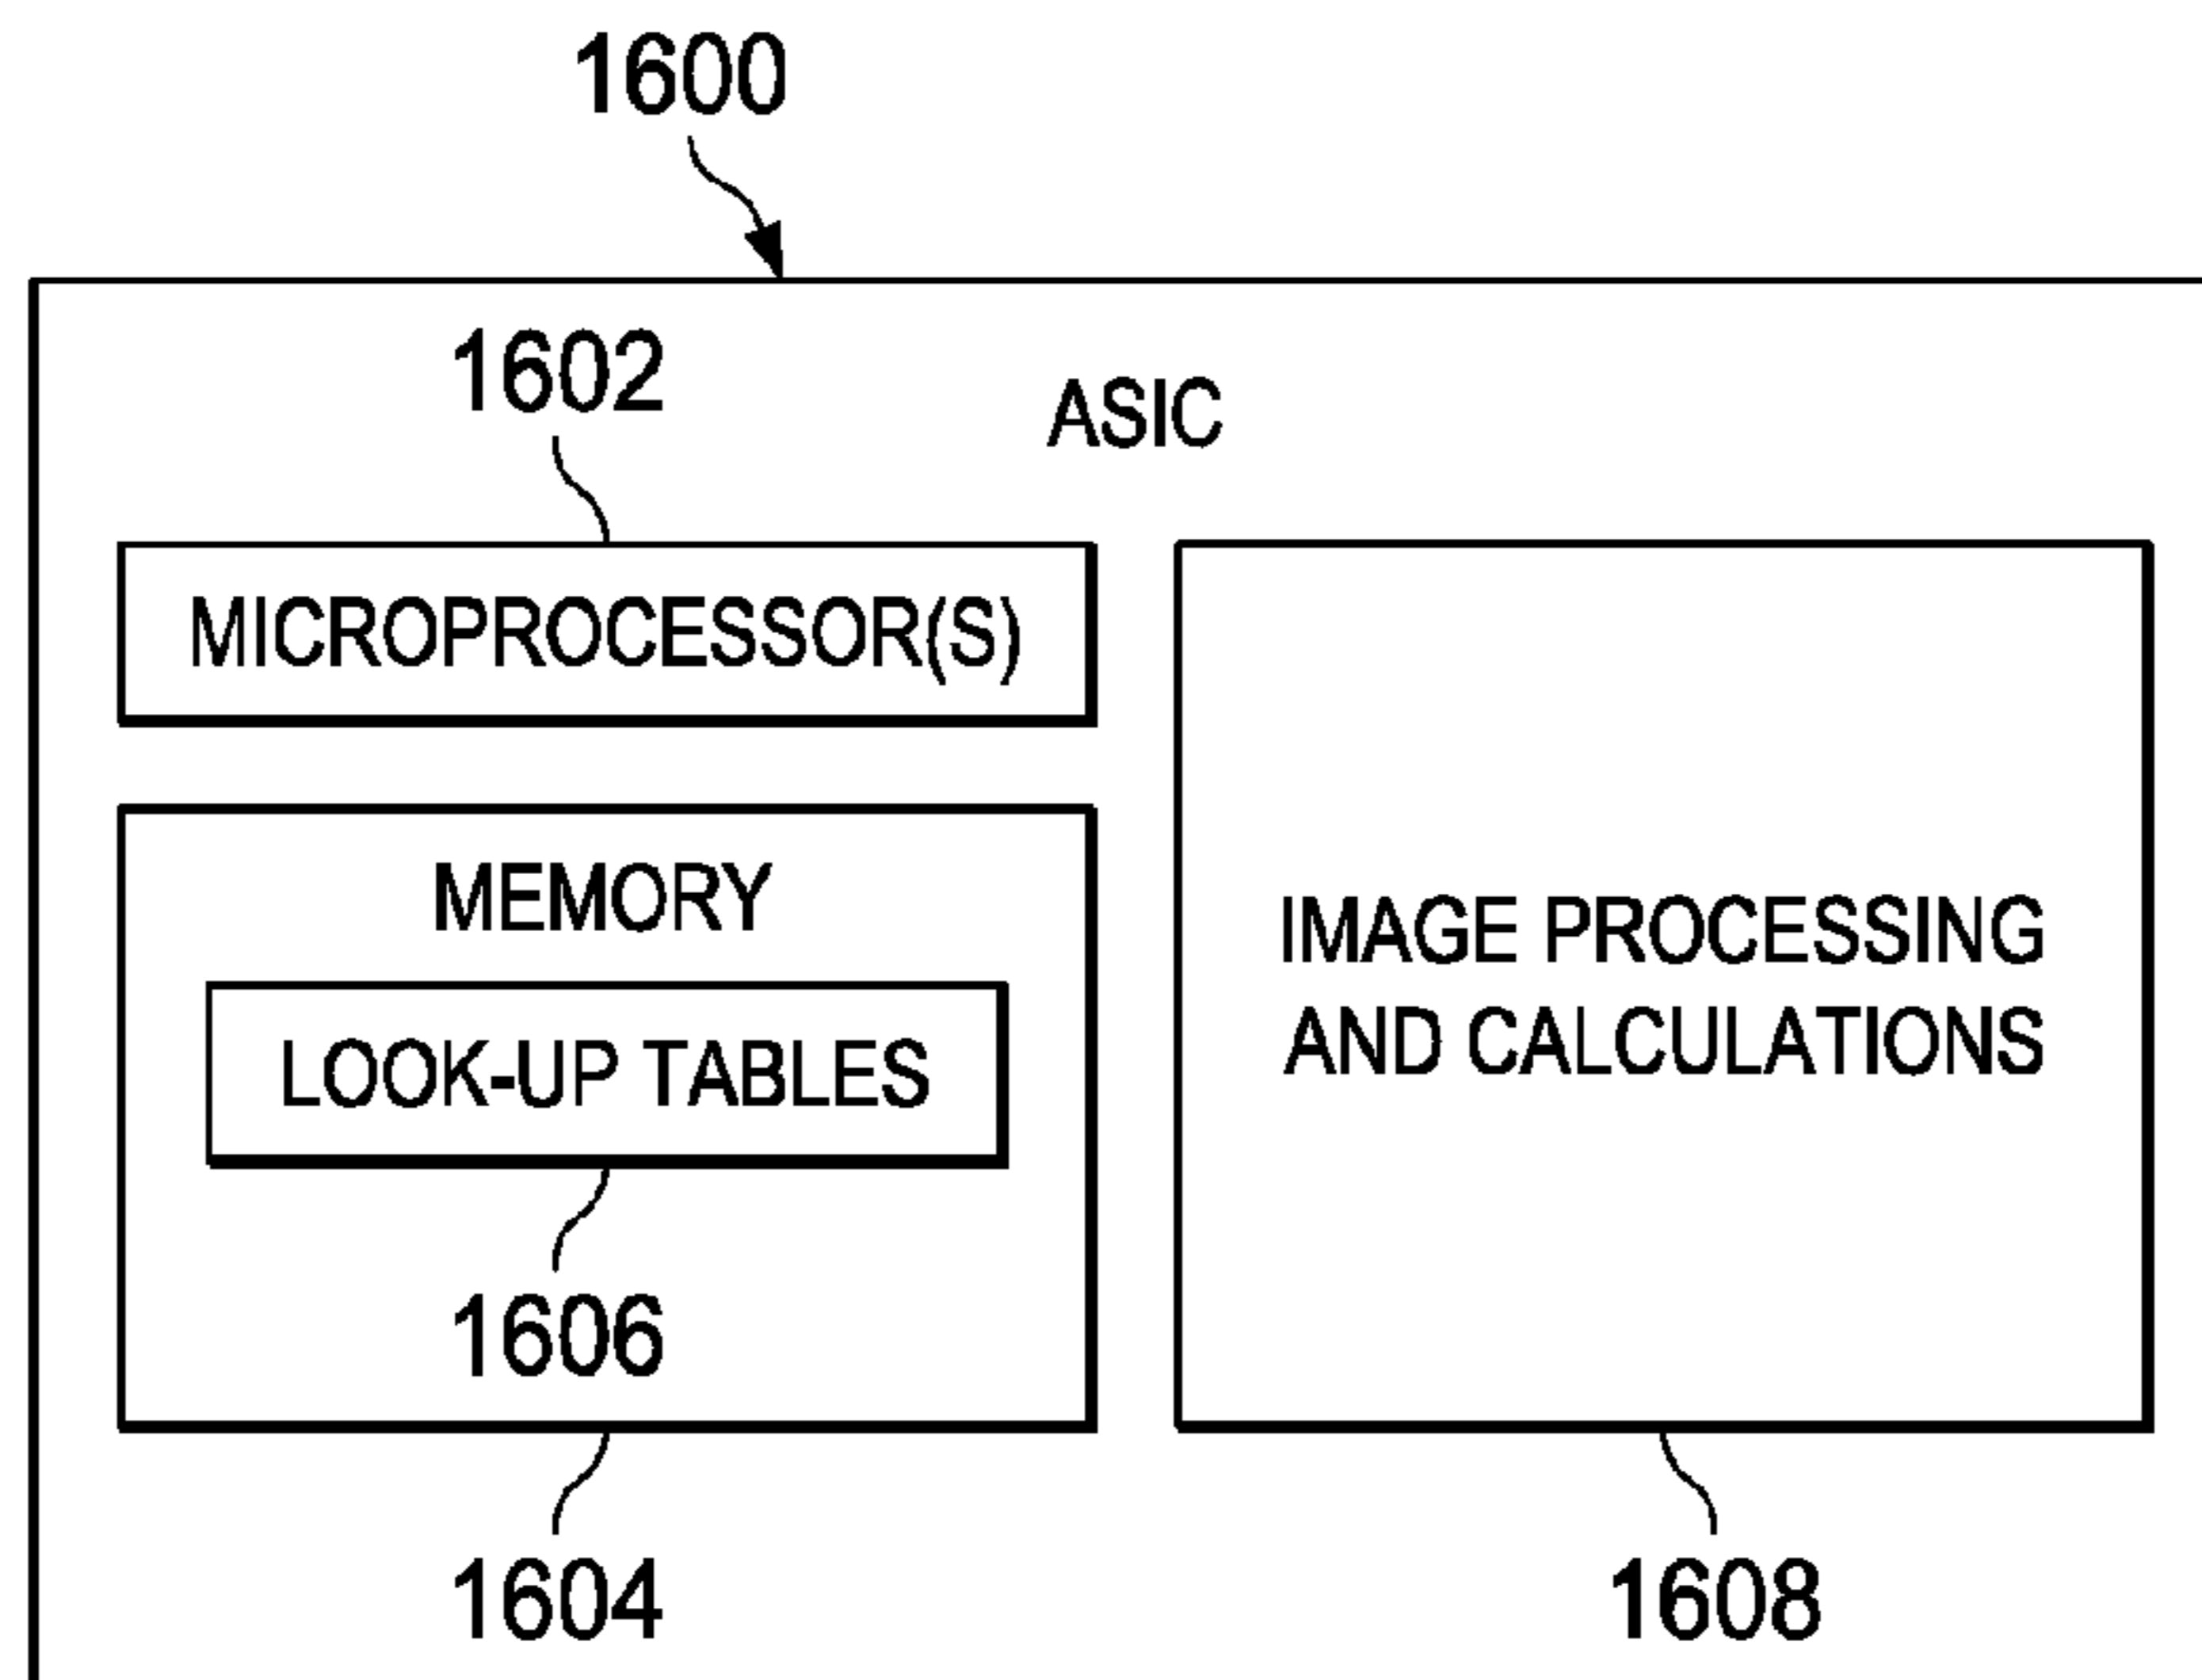 1600
1602
ASIC
MICROPROCESSOR(S)
MEMORY
LOOK-UP TABLES
1606
1604
IMAGE PROCESSING
AND CALCULATIONS
1608